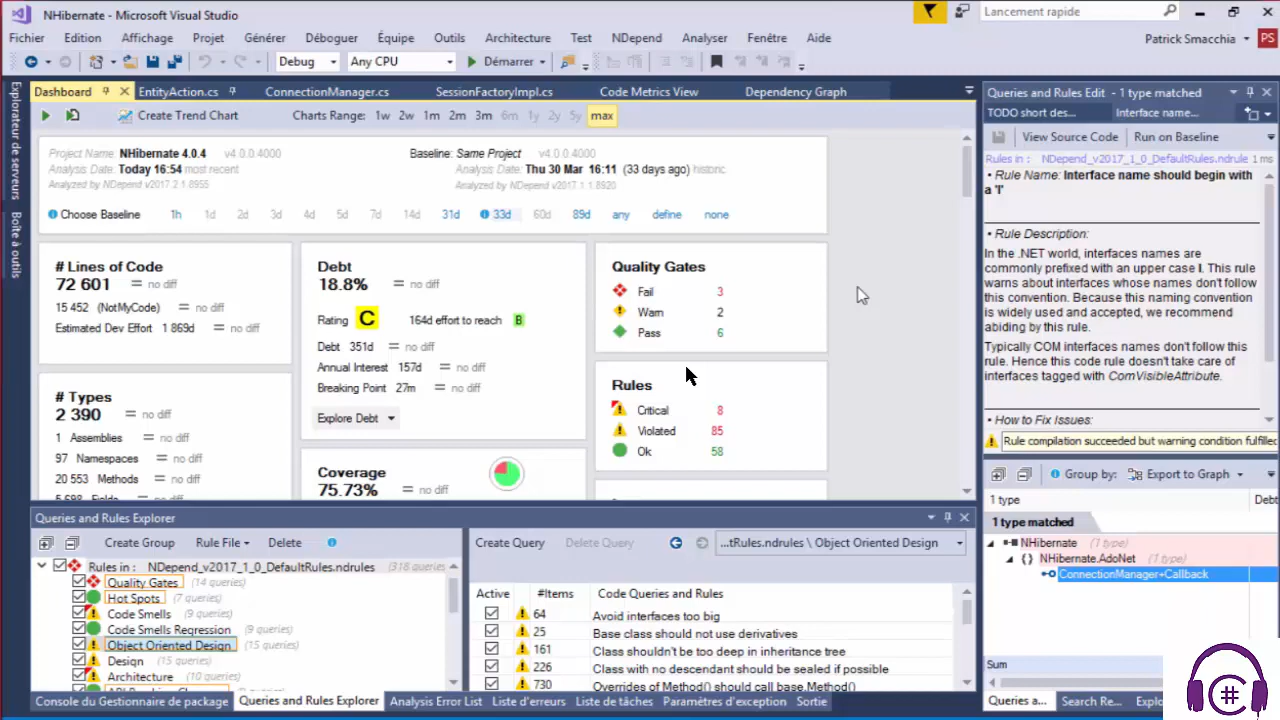 NHibernate - Microsoft Visual Studio
Lancement rapide
Fichier Edition Affichage Projet Générer Déboguer Équipe Outils Architecture Test NDepend Analyser Fenêtre Aide
Patrick Smacchia PS
Debug Any CPU Démarrer
Explorateur de serveurs
Boîte à outils
Dashboard EntityAction.cs ConnectionManager.cs SessionFactoryImpl.cs Code Metrics View Dependency Graph
Create Trend Chart Charts Range: 1w 2w 1m 2m 3m 6m 1y 2y 5y max
Project Name: NHibernate 4.0.4 v4.0.0.4000
Baseline: Same Project v4.0.0.4000
Analysis Date: Today 16:54 most recent
Analysis Date: Thu 30 Mar 16:11 (33 days ago) historic
Analyzed by NDepend v2017.2.1.8955
Analyzed by NDepend v2017.1.1.8920
Choose Baseline 1h 1d 2d 3d 4d 5d 7d 14d 31d 33d 60d 89d any define none
# Lines of Code
72 601 = no diff
15 452 (NotMyCode) = no diff
Estimated Dev Effort 1 869d = no diff
# Types
2 390 = no diff
1 Assemblies = no diff
97 Namespaces = no diff
20 553 Methods = no diff
5 698 Fields = no diff
Debt
18.8% = no diff
Rating C 164d effort to reach B
Debt 351d = no diff
Annual Interest 157d = no diff
Breaking Point 27m = no diff
Explore Debt
Coverage
75.73% = no diff
Quality Gates
Fail 3
Warn 2
Pass 6
Rules
Critical 8
Violated 85
Ok 58
Queries and Rules Edit - 1 type matched
TODO short des... Interface name...
View Source Code Run on Baseline
Rules in : NDepend_v2017_1_0_DefaultRules.ndrule 1 ms
• Rule Name: Interface name should begin with
a 'I'
• Rule Description:
In the .NET world, interfaces names are
commonly prefixed with an upper case I. This rule
warns about interfaces whose names don't follow
this convention. Because this naming convention
is widely used and accepted, we recommend
abiding by this rule.
Typically COM interfaces names don't follow this
rule. Hence this code rule doesn't take care of
interfaces tagged with ComVisibleAttribute.
• How to Fix Issues:
Rule compilation succeeded but warning condition fulfilled
Group by: Export to Graph
1 type Debt
1 type matched
NHibernate (1 type)
{ } NHibernate.AdoNet (1 type)
ConnectionManager+Callback
Sum
Queries a... Search Re... Explo
Queries and Rules Explorer
Create Group Rule File Delete
Rules in : NDepend_v2017_1_0_DefaultRules.ndrules (318 queries)
Quality Gates (14 queries)
Hot Spots (7 queries)
Code Smells (9 queries)
Code Smells Regression (9 queries)
Object Oriented Design (15 queries)
Design (15 queries)
Architecture (10 queries)
Create Query Delete Query ...tRules.ndrules \ Object Oriented Design
Active #Items Code Queries and Rules
64 Avoid interfaces too big
25 Base class should not use derivatives
161 Class shouldn't be too deep in inheritance tree
226 Class with no descendant should be sealed if possible
730 Overrides of Method() should call base.Method()
Console du Gestionnaire de package Queries and Rules Explorer Analysis Error List Liste d'erreurs Liste de tâches Paramètres d'exception Sortie
#